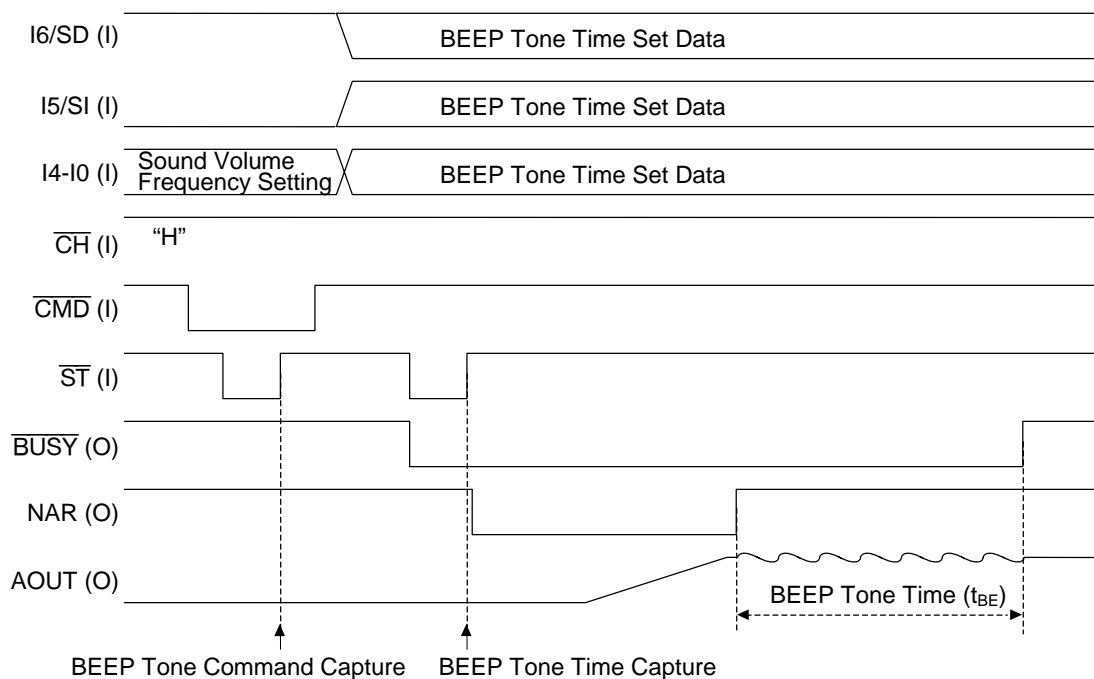 I6/SD (I) BEEP Tone Time Set Data
I5/SI (I) BEEP Tone Time Set Data
I4-I0 (I) Sound Volume
Frequency Setting BEEP Tone Time Set Data
CH (I) “H”
CMD (I)
ST (I)
BUSY (O)
NAR (O)
AOUT (O)
BEEP Tone Time (tBE)
BEEP Tone Command Capture BEEP Tone Time Capture